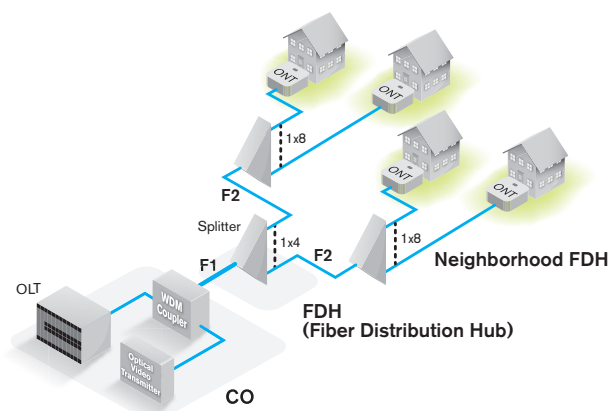 ONT
ONT
1x8
ONT
ONT
F2
Splitter
1x4
F2
1x8
Neighborhood FDH
F1
OLT
WDM
Coupler
FDH
(Fiber Distribution Hub)
Optical
Video
Transmitter
CO